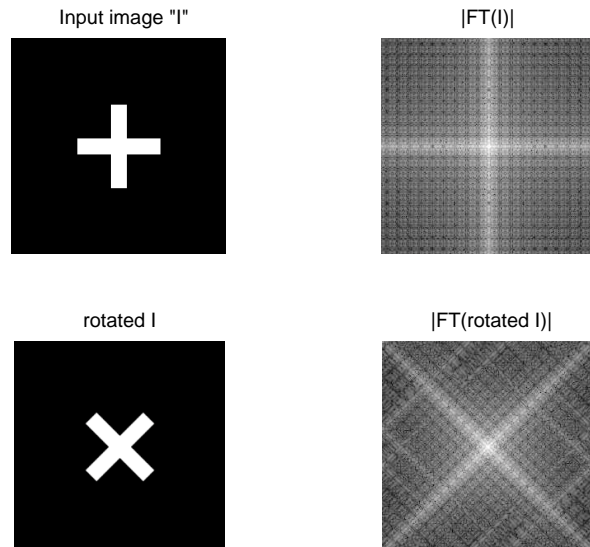 Input image "I"
|FT(I)|
rotated I
|FT(rotated I)|